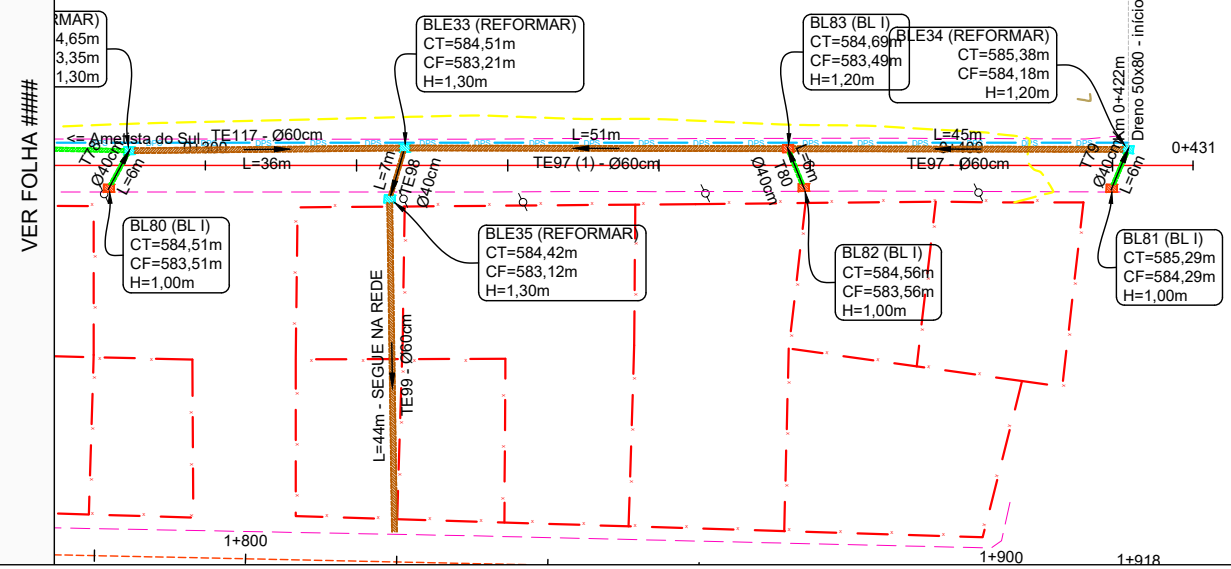 VER FOLHA ####
RMAR)
4,65m
3,35m
1,30m
BLE33 (REFORMAR)
CT=584,51m
CF=583,21m
H=1,30m
BL83 (BL I)
CT=584,69m
CF=583,49m
H=1,20m
BLE34 (REFORMAR)
CT=585,38m
CF=584,18m
H=1,20m
Km 0+422m
Dreno 50x80 - início
<= Ametista do Sul
TE117 - Ø60cm
L=36m
L=51m
TE97 (1) - Ø60cm
L=45m
TE97 - Ø60cm
0+431
T78
Ø40cm
L=6m
L=7m
TE98
Ø40cm
L=6m
T80
Ø40cm
T79
Ø40cm
L=6m
DPS DPS DPS DPS DPS DPS
BL80 (BL I)
CT=584,51m
CF=583,51m
H=1,00m
BLE35 (REFORMAR)
CT=584,42m
CF=583,12m
H=1,30m
BL82 (BL I)
CT=584,56m
CF=583,56m
H=1,00m
BL81 (BL I)
CT=585,29m
CF=584,29m
H=1,00m
L=44m - SEGUE NA REDE
TE99 - Ø60cm
1+800
1+900
1+918